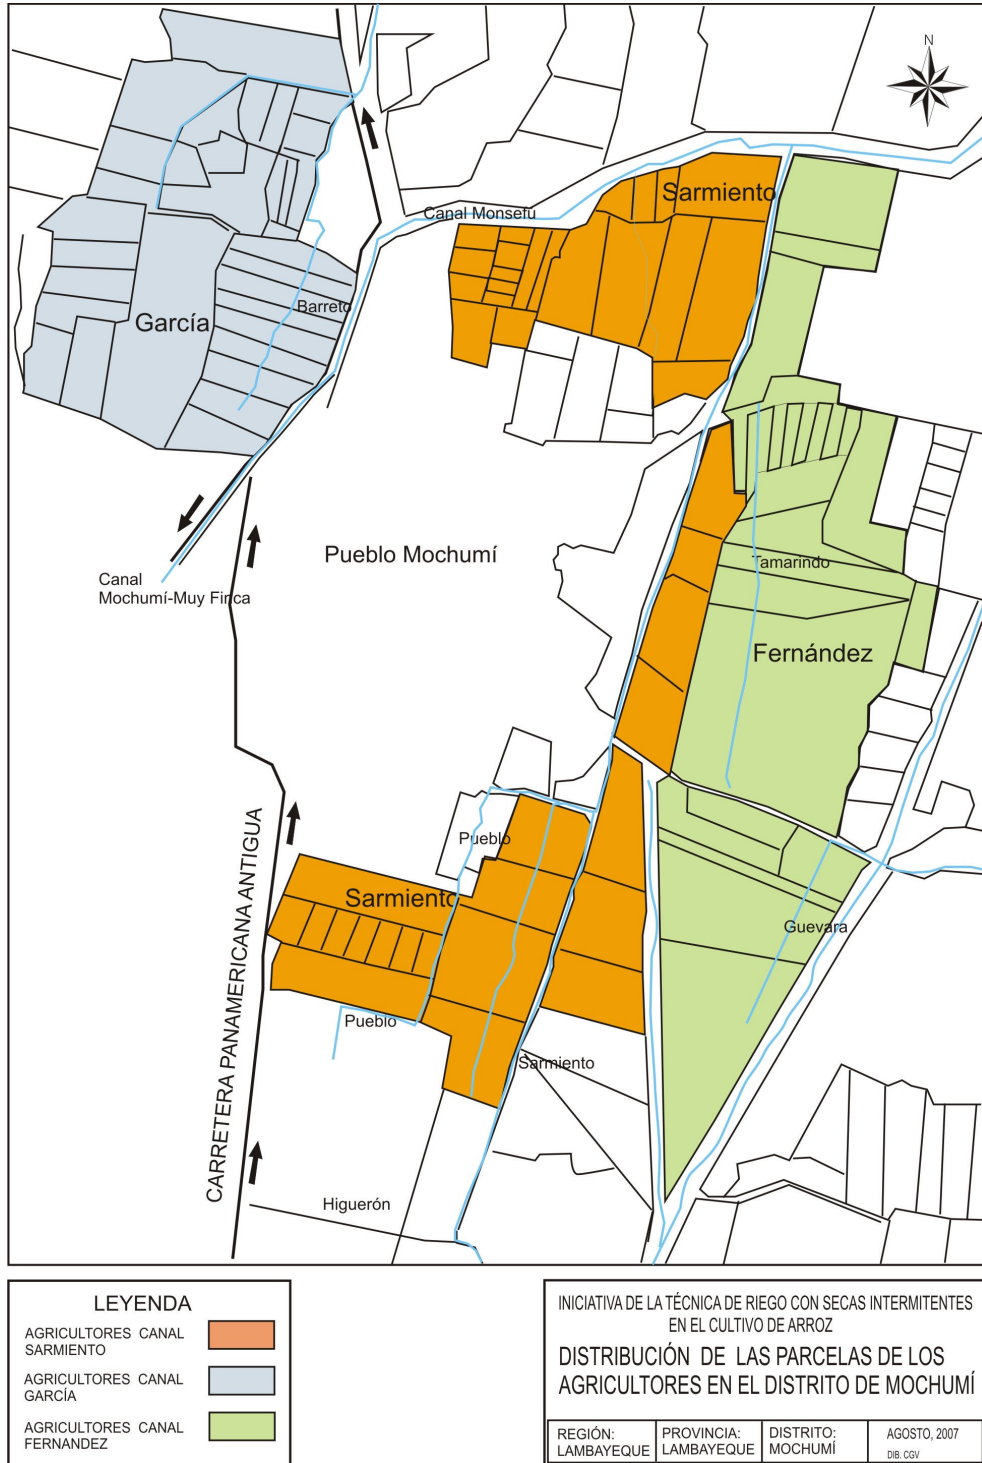 N
Sarmiento
Canal Monsefu
Barreto
García
Pueblo Mochumí
Canal
Mochumí-Muy Finca
Tamarindo
Fernández
CARRETERA PANAMERICANA ANTIGUA
Pueblo
Sarmiento
Guevara
Pueblo
Sarmiento
Higuerón
LEYENDA
AGRICULTORES CANAL
SARMIENTO
AGRICULTORES CANAL
GARCÍA
AGRICULTORES CANAL
FERNANDEZ
INICIATIVA DE LA TÉCNICA DE RIEGO CON SECAS INTERMITENTES
EN EL CULTIVO DE ARROZ
DISTRIBUCIÓN DE LAS PARCELAS DE LOS
AGRICULTORES EN EL DISTRITO DE MOCHUMÍ
REGIÓN:
LAMBAYEQUE
PROVINCIA:
LAMBAYEQUE
DISTRITO:
MOCHUMÍ
AGOSTO, 2007
DIB. CGV